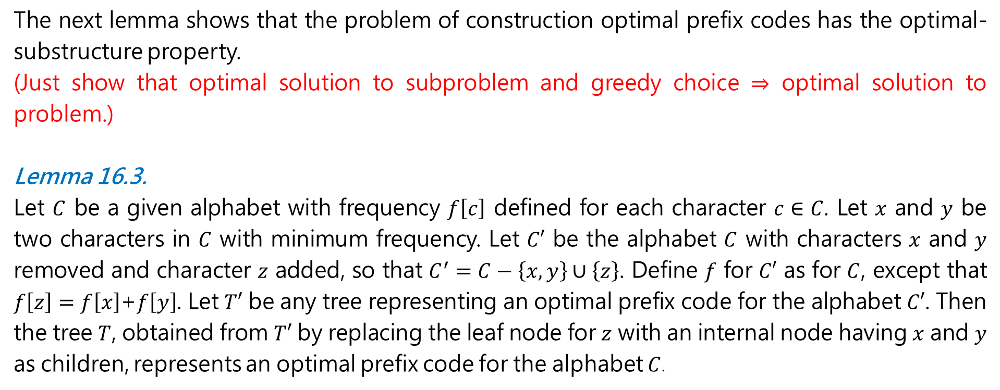 The next lemma shows that the problem of construction optimal prefix codes has the optimal-
substructure property.
(Just show that optimal solution to subproblem and greedy choice ⇒ optimal solution to
problem.)
Lemma 16.3.
Let C be a given alphabet with frequency f[c] defined for each character c ∈ C. Let x and y be
two characters in C with minimum frequency. Let C′ be the alphabet C with characters x and y
removed and character z added, so that C′ = C − {x, y} ∪ {z}. Define f for C′ as for C, except that
f[z] = f[x]+f[y]. Let T′ be any tree representing an optimal prefix code for the alphabet C′. Then
the tree T, obtained from T′ by replacing the leaf node for z with an internal node having x and y
as children, represents an optimal prefix code for the alphabet C.